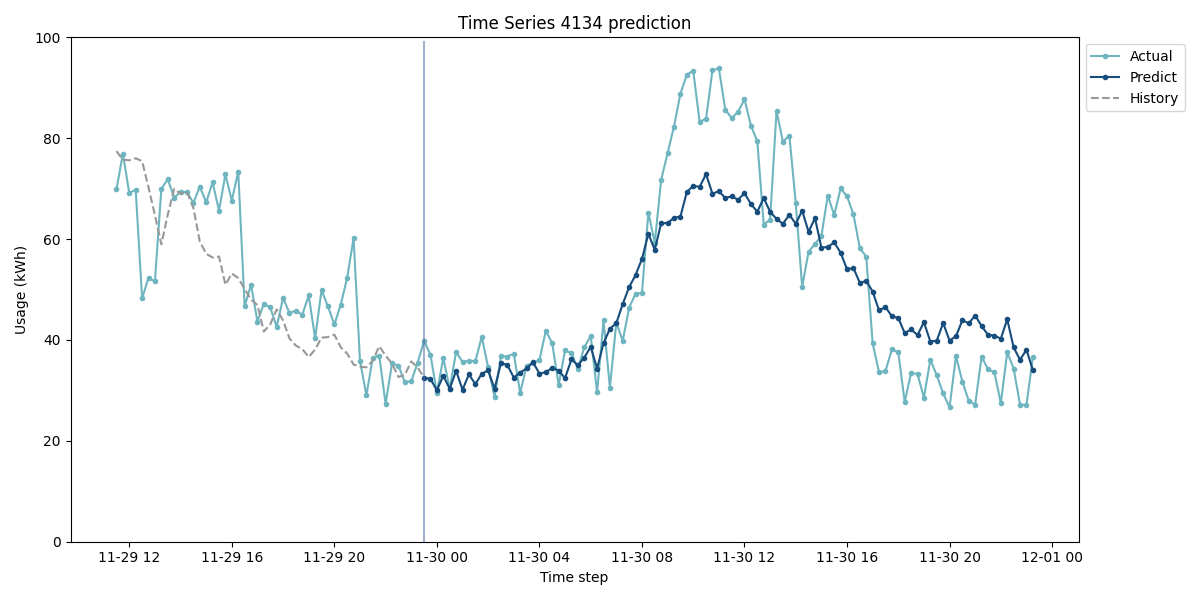 Time Series 4134 prediction
Usage (kWh)
100
80
60
40
20
0
11-29 12
11-29 16
11-29 20
11-30 00
11-30 04
11-30 08
11-30 12
11-30 16
11-30 20
12-01 00
Time step
Actual
Predict
History